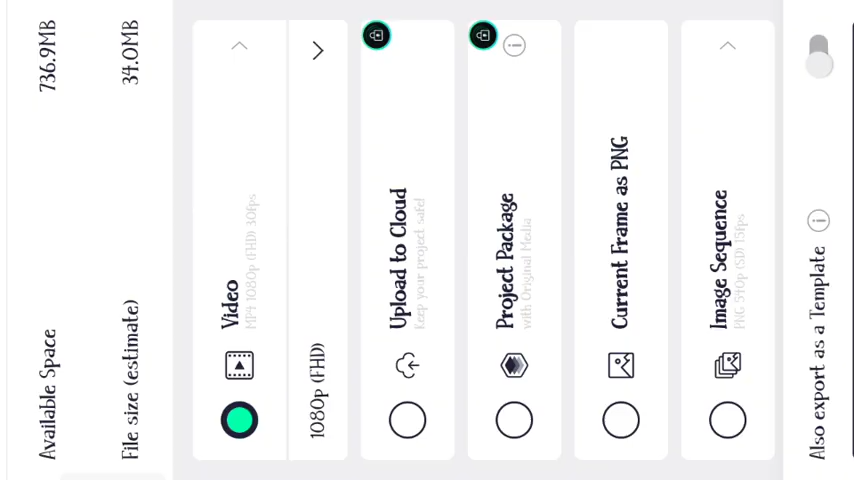 Available Space 736.9MB
File size (estimate) 34.0MB
Video
MP4 1080p (FHD) 30fps
1080p (FHD)
Upload to Cloud
Keep your project safe!
Project Package
with Original Media
Current Frame as PNG
Image Sequence
PNG 540p (SD) 15fps
Also export as a Template